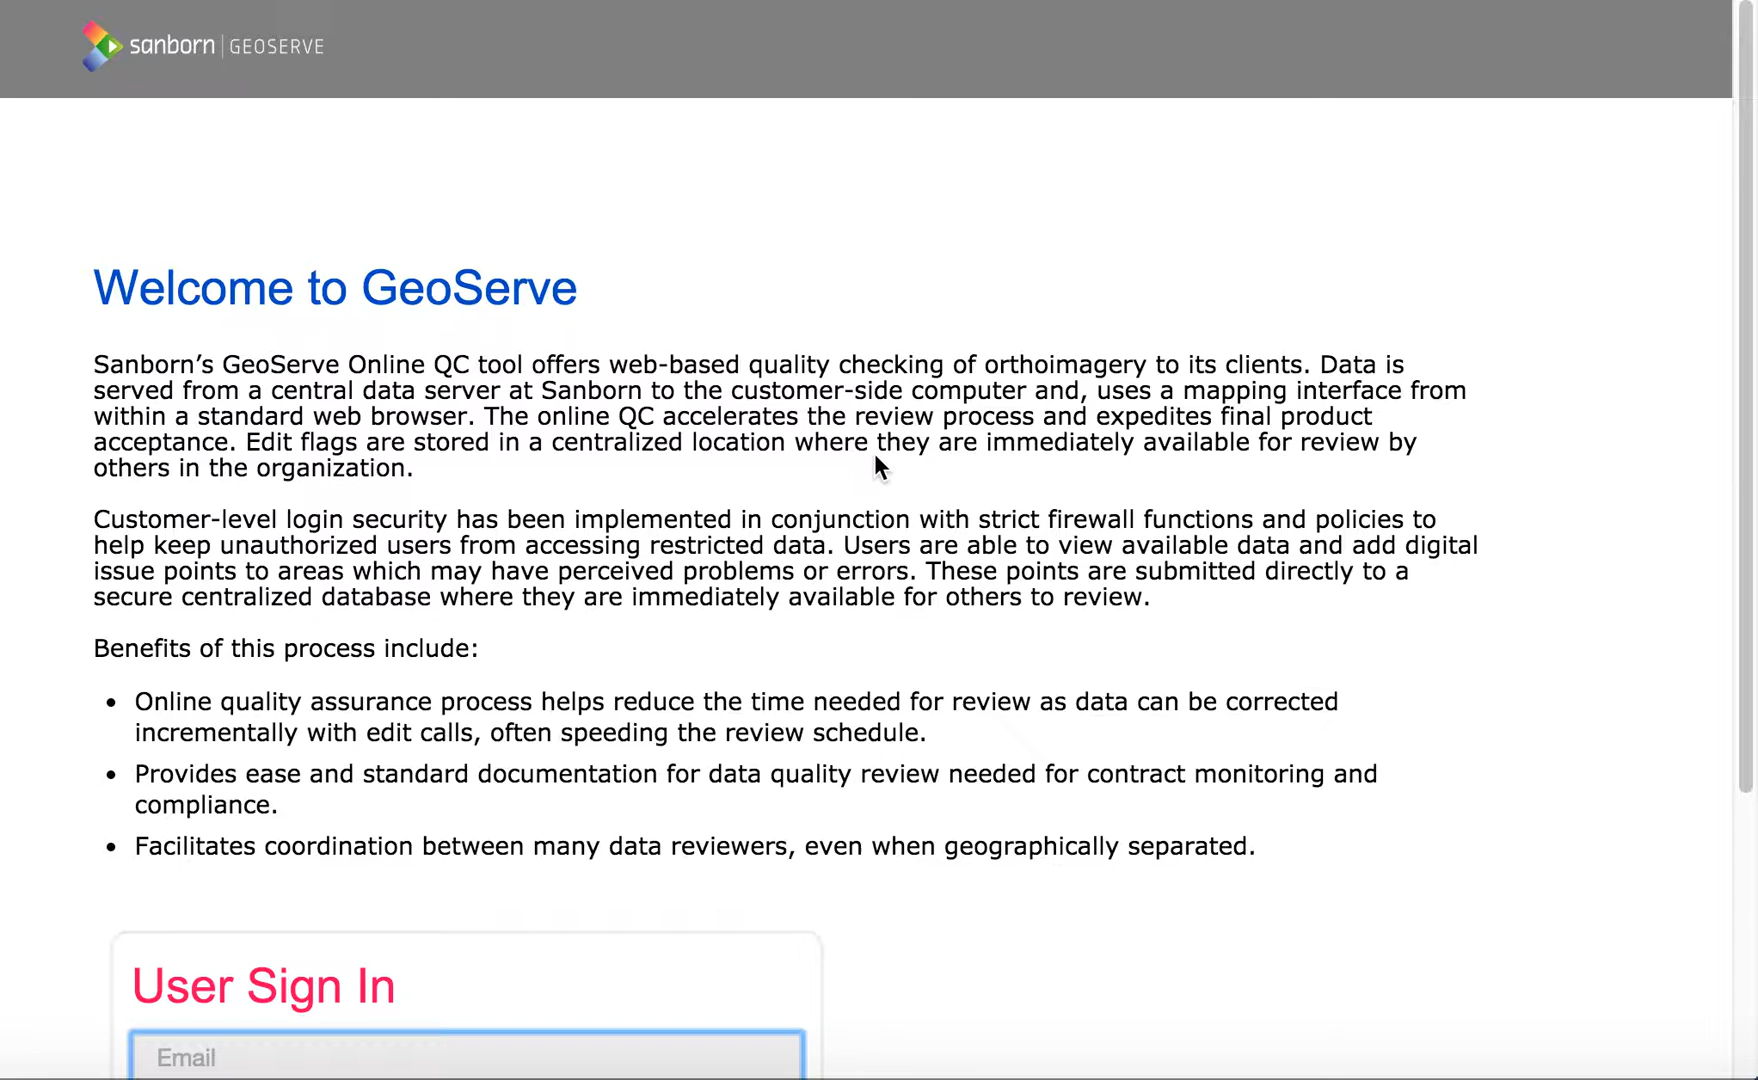 sanborn | GEOSERVE
Welcome to GeoServe
Sanborn’s GeoServe Online QC tool offers web-based quality checking of orthoimagery to its clients. Data is
served from a central data server at Sanborn to the customer-side computer and, uses a mapping interface from
within a standard web browser. The online QC accelerates the review process and expedites final product
acceptance. Edit flags are stored in a centralized location where they are immediately available for review by
others in the organization.
Customer-level login security has been implemented in conjunction with strict firewall functions and policies to
help keep unauthorized users from accessing restricted data. Users are able to view available data and add digital
issue points to areas which may have perceived problems or errors. These points are submitted directly to a
secure centralized database where they are immediately available for others to review.
Benefits of this process include:
• Online quality assurance process helps reduce the time needed for review as data can be corrected
incrementally with edit calls, often speeding the review schedule.
• Provides ease and standard documentation for data quality review needed for contract monitoring and
compliance.
• Facilitates coordination between many data reviewers, even when geographically separated.
User Sign In
Email